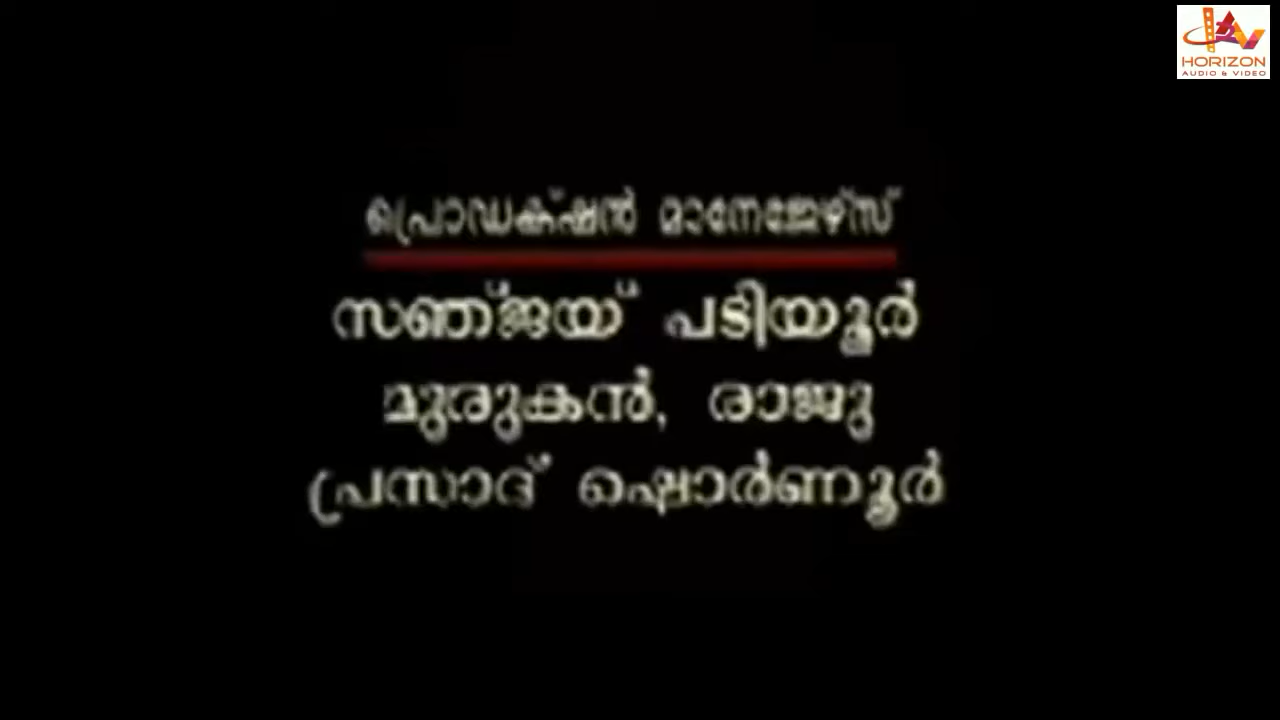 HORIZON
AUDIO & VIDEO
പ്രൊഡക്ഷൻ മാനേജേഴ്സ്
സഞ്ജയ് പടിയൂർ
മുരുകൻ, രാജു
പ്രസാദ് ഷൊർണൂർ